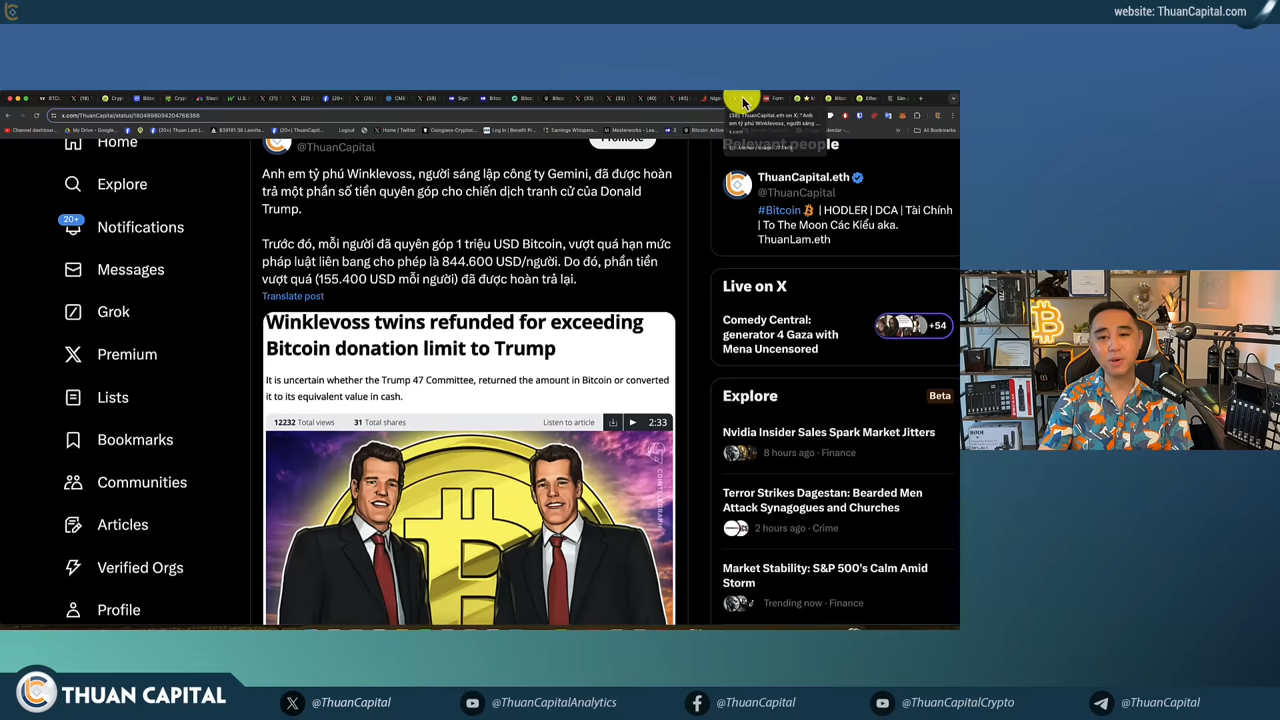 website: ThuanCapital.com
x.com/ThuanCapital/status/1804898094204768388
Home
Explore
20+
Notifications
Messages
Grok
Premium
Lists
Bookmarks
Communities
Articles
Verified Orgs
Profile
@ThuanCapital
Promote
Anh em tỷ phú Winklevoss, người sáng lập công ty Gemini, đã được hoàn
trả một phần số tiền quyên góp cho chiến dịch tranh cử của Donald
Trump.
Trước đó, mỗi người đã quyên góp 1 triệu USD Bitcoin, vượt quá hạn mức
pháp luật liên bang cho phép là 844.600 USD/người. Do đó, phần tiền
vượt quá (155.400 USD mỗi người) đã được hoàn trả lại.
Translate post
Winklevoss twins refunded for exceeding
Bitcoin donation limit to Trump
It is uncertain whether the Trump 47 Committee, returned the amount in Bitcoin or converted
it to its equivalent value in cash.
12232 Total views 31 Total shares
Listen to article 2:33
COINTELEGRAPH
Relevant people
ThuanCapital.eth
@ThuanCapital
#Bitcoin | HODLER | DCA | Tài Chính
| To The Moon Các Kiểu aka.
ThuanLam.eth
Live on X
Comedy Central:
generator 4 Gaza with
Mena Uncensored
+54
Explore
Beta
Nvidia Insider Sales Spark Market Jitters
8 hours ago · Finance
Terror Strikes Dagestan: Bearded Men
Attack Synagogues and Churches
2 hours ago · Crime
Market Stability: S&P 500's Calm Amid
Storm
Trending now · Finance
THUAN CAPITAL
@ThuanCapital
@ThuanCapitalAnalytics
@ThuanCapital
@ThuanCapitalCrypto
@ThuanCapital